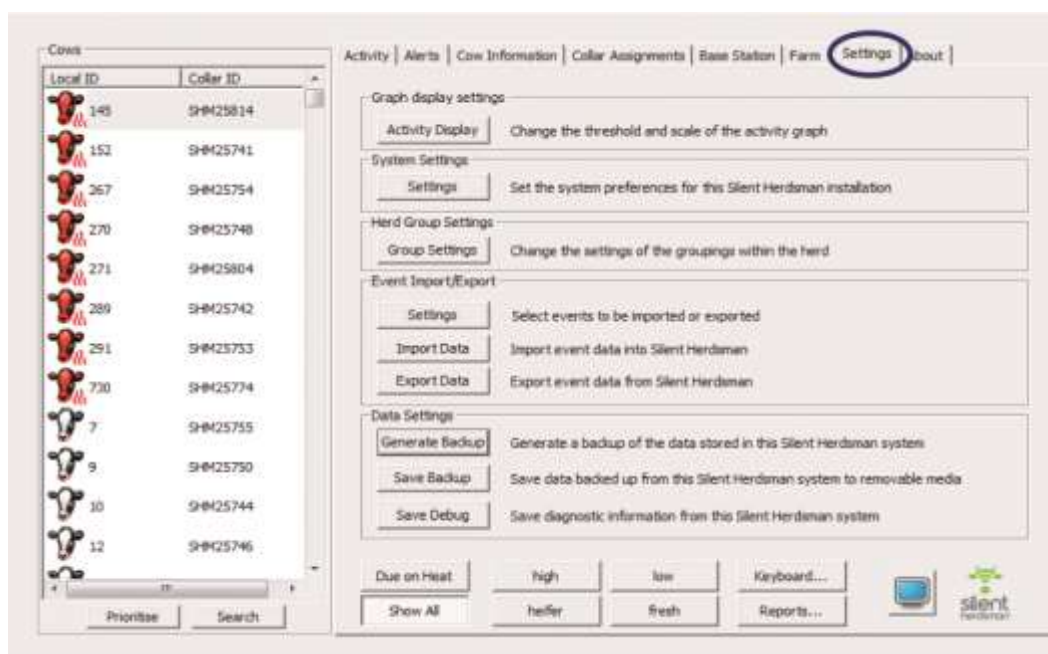 Cows
Local ID Collar ID
145 SHM25814
152 SHM25741
267 SHM25754
270 SHM25748
271 SHM25804
289 SHM25742
291 SHM25753
730 SHM25774
7 SHM25755
9 SHM25750
10 SHM25744
12 SHM25746
Prioritise Search
Activity Alerts Cow Information Collar Assignments Base Station Farm Settings About
Graph display settings
Activity Display Change the threshold and scale of the activity graph
System Settings
Settings Set the system preferences for this Silent Herdsman installation
Herd Group Settings
Group Settings Change the settings of the groupings within the herd
Event Import/Export
Settings Select events to be imported or exported
Import Data Import event data into Silent Herdsman
Export Data Export event data from Silent Herdsman
Data Settings
Generate Backup Generate a backup of the data stored in this Silent Herdsman system
Save Backup Save data backed up from this Silent Herdsman system to removable media
Save Debug Save diagnostic information from this Silent Herdsman system
Due on Heat high low Keyboard...
Show All heifer fresh Reports...
silent
herdsman